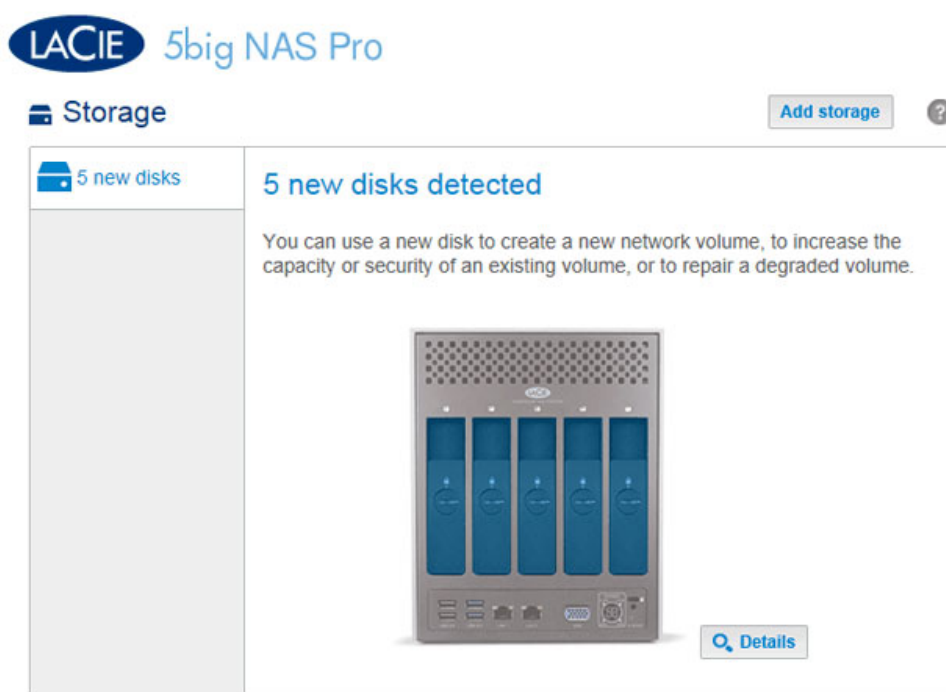 LACIE 5big NAS Pro
Storage
Add storage
?
5 new disks
5 new disks detected
You can use a new disk to create a new network volume, to increase the
capacity or security of an existing volume, or to repair a degraded volume.
LACIE
Details